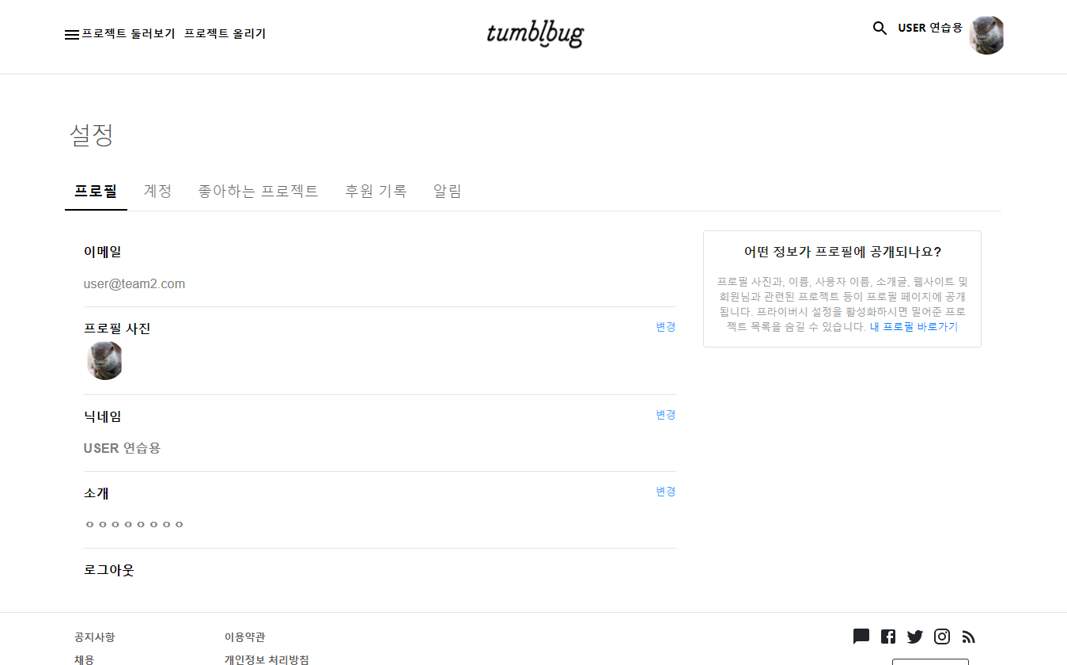 프로젝트 둘러보기 프로젝트 올리기
tumblbug
USER 연습용
설정
프로필 계정 좋아하는 프로젝트 후원 기록 알림
이메일
user@team2.com
프로필 사진 변경
닉네임 변경
USER 연습용
소개 변경
ㅇㅇㅇㅇㅇㅇㅇㅇ
로그아웃
어떤 정보가 프로필에 공개되나요?
프로필 사진과, 이름, 사용자 이름, 소개글, 웹사이트 및
회원님과 관련된 프로젝트 등이 프로필 페이지에 공개
됩니다. 프라이버시 설정을 활성화하시면 밀어준 프로
젝트 목록을 숨길 수 있습니다. 내 프로필 바로가기
공지사항 이용약관
채용 개인정보 처리방침